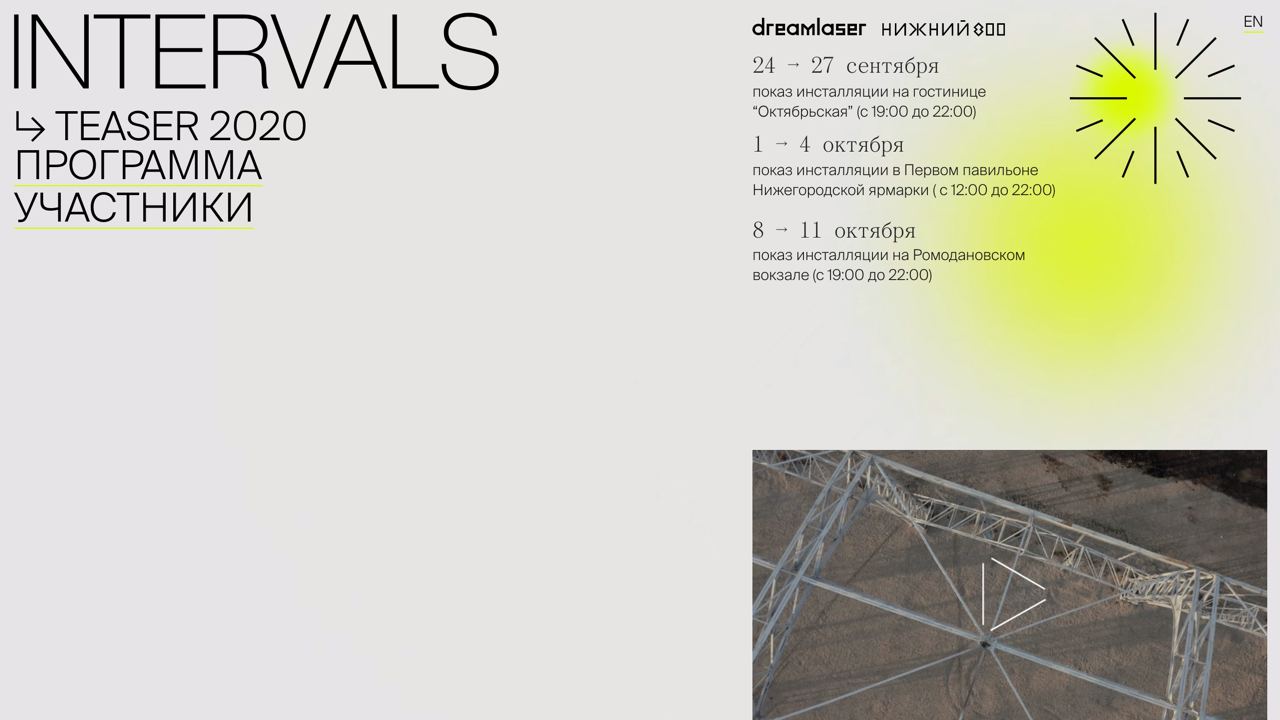 INTERVALS
↳ TEASER 2020
ПРОГРАММА
УЧАСТНИКИ
dreamlaser НИЖНИЙ 800
EN
24 → 27 сентября
показ инсталляции на гостинице
“Октябрьская” (с 19:00 до 22:00)
1 → 4 октября
показ инсталляции в Первом павильоне
Нижегородской ярмарки ( с 12:00 до 22:00)
8 → 11 октября
показ инсталляции на Ромодановском
вокзале (с 19:00 до 22:00)